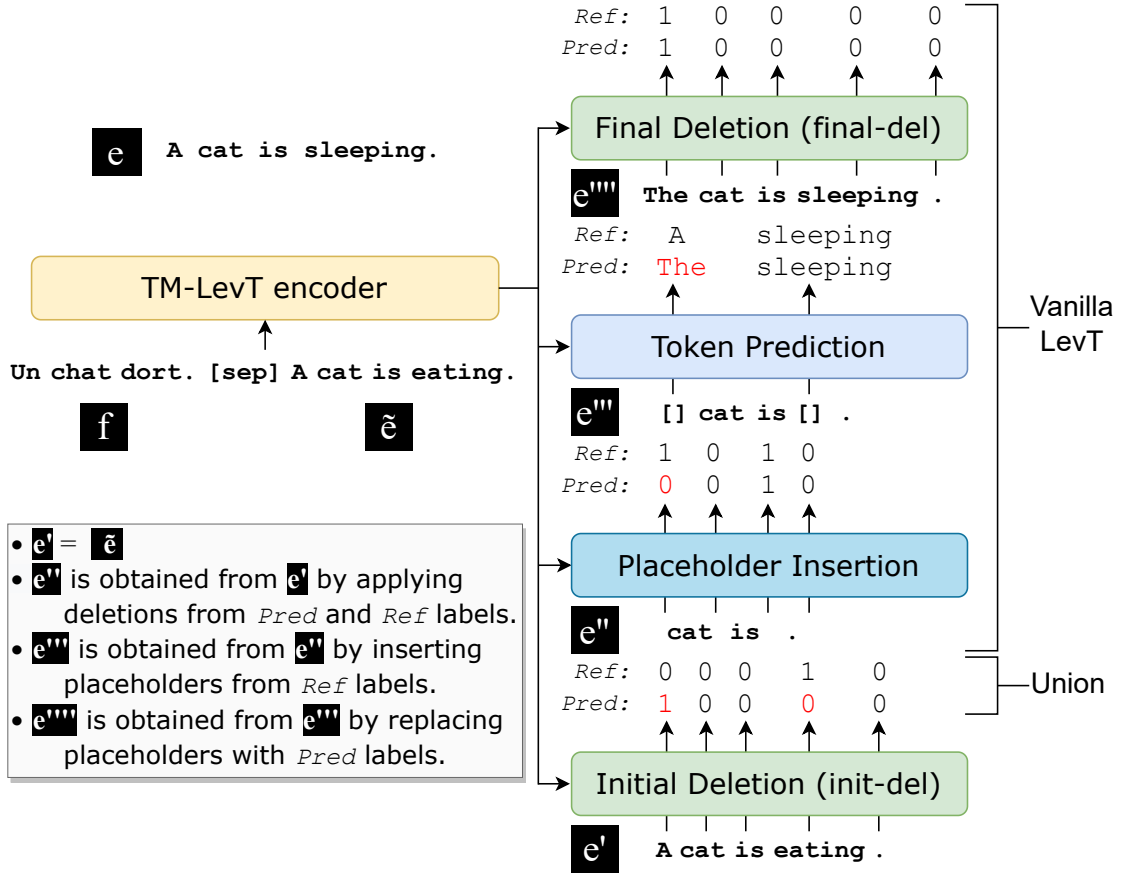 Ref: 1 0 0 0 0
Pred: 1 0 0 0 0
Final Deletion (final-del)
e A cat is sleeping.
e'''' The cat is sleeping .
Ref: A sleeping
Pred: The sleeping
TM-LevT encoder
Vanilla
LevT
Token Prediction
Un chat dort. [sep] A cat is eating.
f ẽ
e''' [] cat is [] .
Ref: 1 0 1 0
Pred: 0 0 1 0
Placeholder Insertion
e'' cat is .
Ref: 0 0 0 1 0
Pred: 1 0 0 0 0
Union
Initial Deletion (init-del)
e' A cat is eating .
• e' = ẽ
• e'' is obtained from e' by applying
deletions from Pred and Ref labels.
• e''' is obtained from e'' by inserting
placeholders from Ref labels.
• e'''' is obtained from e''' by replacing
placeholders with Pred labels.